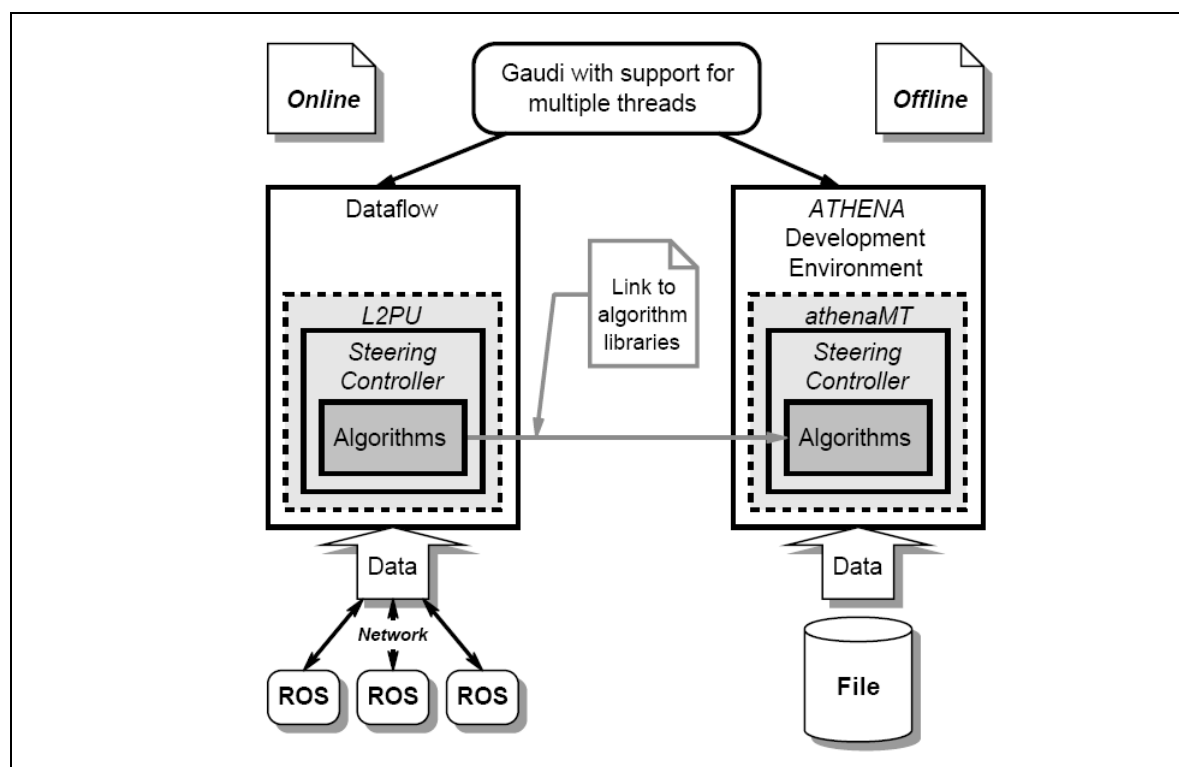 Online
Gaudi with support for
multiple threads
Offline
Dataflow
L2PU
Steering
Controller
Algorithms
Link to
algorithm
libraries
ATHENA
Development
Environment
athenaMT
Steering
Controller
Algorithms
Data
Network
ROS
ROS
ROS
Data
File